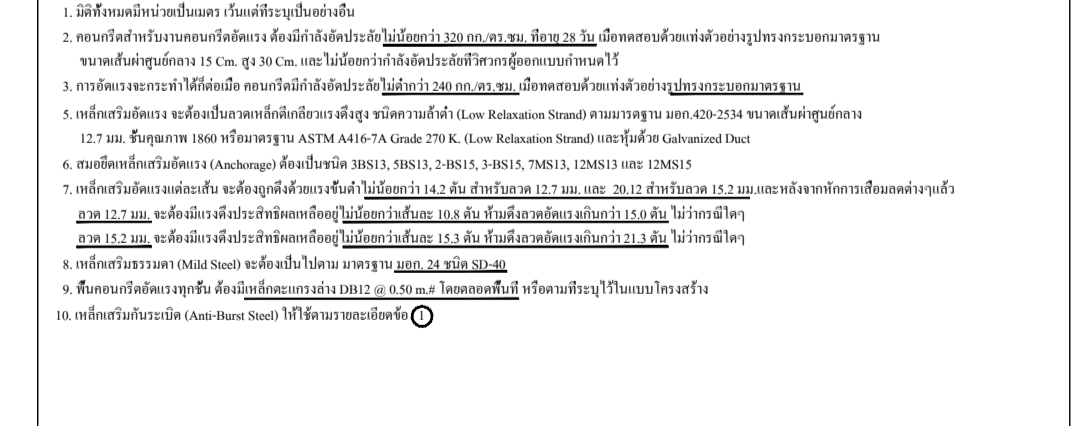 1. มิติทั้งหมดมีหน่วยเป็นเมตร เว้นแต่ที่ระบุเป็นอย่างอื่น
2. คอนกรีตสำหรับงานคอนกรีตอัดแรง ต้องมีกำลังอัดประลัยไม่น้อยกว่า 320 กก./ตร.ซม. ที่อายุ 28 วัน เมื่อทดสอบด้วยแท่งตัวอย่างรูปทรงกระบอกมาตรฐาน
ขนาดเส้นผ่าศูนย์กลาง 15 Cm. สูง 30 Cm. และไม่น้อยกว่ากำลังอัดประลัยที่วิศวกรผู้ออกแบบกำหนดไว้
3. การอัดแรงจะกระทำได้ก็ต่อเมื่อ คอนกรีตมีกำลังอัดประลัยไม่ต่ำกว่า 240 กก./ตร.ซม. เมื่อทดสอบด้วยแท่งตัวอย่างรูปทรงกระบอกมาตรฐาน
5. เหล็กเสริมอัดแรง จะต้องเป็นลวดเหล็กตีเกลียวแรงดึงสูง ชนิดความล้าต่ำ (Low Relaxation Strand) ตามมารตฐาน มอก.420-2534 ขนาดเส้นผ่าศูนย์กลาง
12.7 มม. ชั้นคุณภาพ 1860 หรือมาตรฐาน ASTM A416-7A Grade 270 K. (Low Relaxation Strand) และหุ้มด้วย Galvanized Duct
6. สมอยึดเหล็กเสริมอัดแรง (Anchorage) ต้องเป็นชนิด 3BS13, 5BS13, 2-BS15, 3-BS15, 7MS13, 12MS13 และ 12MS15
7. เหล็กเสริมอัดแรงแต่ละเส้น จะต้องถูกดึงด้วยแรงขั้นต่ำไม่น้อยกว่า 14.2 ตัน สำหรับลวด 12.7 มม. และ 20.12 สำหรับลวด 15.2 มม.และหลังจากหักการเสื่อมลดต่างๆแล้ว
ลวด 12.7 มม. จะต้องมีแรงดึงประสิทธิผลเหลืออยู่ไม่น้อยกว่าเส้นละ 10.8 ตัน ห้ามดึงลวดอัดแรงเกินกว่า 15.0 ตัน ไม่ว่ากรณีใดๆ
ลวด 15.2 มม. จะต้องมีแรงดึงประสิทธิผลเหลืออยู่ไม่น้อยกว่าเส้นละ 15.3 ตัน ห้ามดึงลวดอัดแรงเกินกว่า 21.3 ตัน ไม่ว่ากรณีใดๆ
8. เหล็กเสริมธรรมดา (Mild Steel) จะต้องเป็นไปตาม มาตรฐาน มอก. 24 ชนิด SD-40
9. พื้นคอนกรีตอัดแรงทุกชั้น ต้องมีเหล็กตะแกรงล่าง DB12 @ 0.50 m.# โดยตลอดพื้นที่ หรือตามที่ระบุไว้ในแบบโครงสร้าง
10. เหล็กเสริมกันระเบิด (Anti-Burst Steel) ให้ใช้ตามรายละเอียดข้อ 1